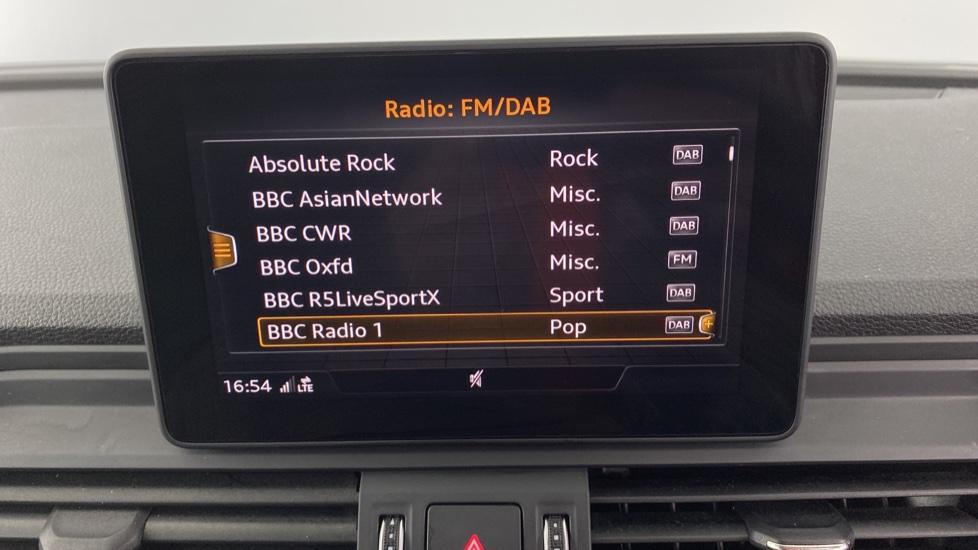 Radio: FM/DAB
Absolute Rock Rock DAB
BBC AsianNetwork Misc. DAB
BBC CWR Misc. DAB
BBC Oxfd Misc. FM
BBC R5LiveSportX Sport DAB
BBC Radio 1 Pop DAB
16:54 LTE